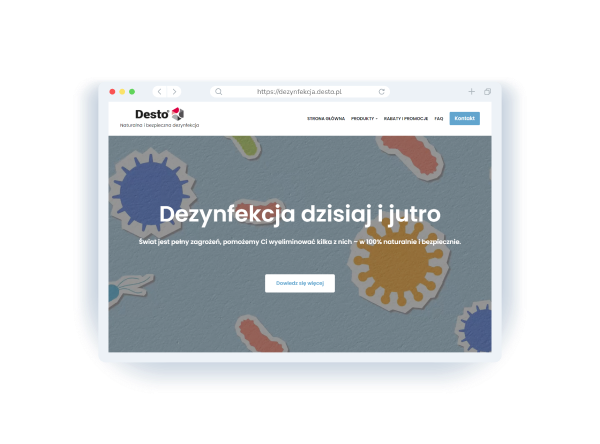 https://dezynfekcja.desto.pl
Desto
Naturalna i bezpieczna dezynfekcja
STRONA GŁÓWNA PRODUKTY RABATY I PROMOCJE FAQ Kontakt
Dezynfekcja dzisiaj i jutro
Świat jest pełny zagrożeń, pomożemy Ci wyeliminować kilka z nich – w 100% naturalnie i bezpiecznie.
Dowiedz się więcej